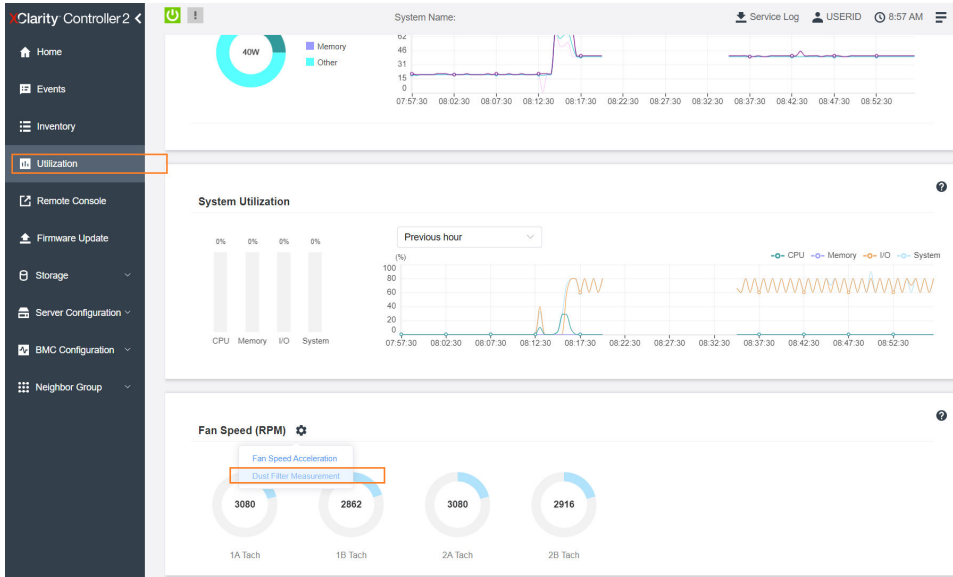 XClarity Controller 2
System Name:
Service Log
USERID
8:57 AM
Home
Events
Inventory
Utilization
Remote Console
Firmware Update
Storage
Server Configuration
BMC Configuration
Neighbor Group
40W
Memory
Other
62
46
31
15
0
07:57:30 08:02:30 08:07:30 08:12:30 08:17:30 08:22:30 08:27:30 08:32:30 08:37:30 08:42:30 08:47:30 08:52:30
System Utilization
0% 0% 0% 0%
CPU Memory I/O System
Previous hour
(%)
CPU Memory I/O System
100
80
60
40
20
0
07:57:30 08:02:30 08:07:30 08:12:30 08:17:30 08:22:30 08:27:30 08:32:30 08:37:30 08:42:30 08:47:30 08:52:30
Fan Speed (RPM)
Fan Speed Acceleration
Dust Filter Measurement
3080 2862 3080 2916
1A Tach 1B Tach 2A Tach 2B Tach